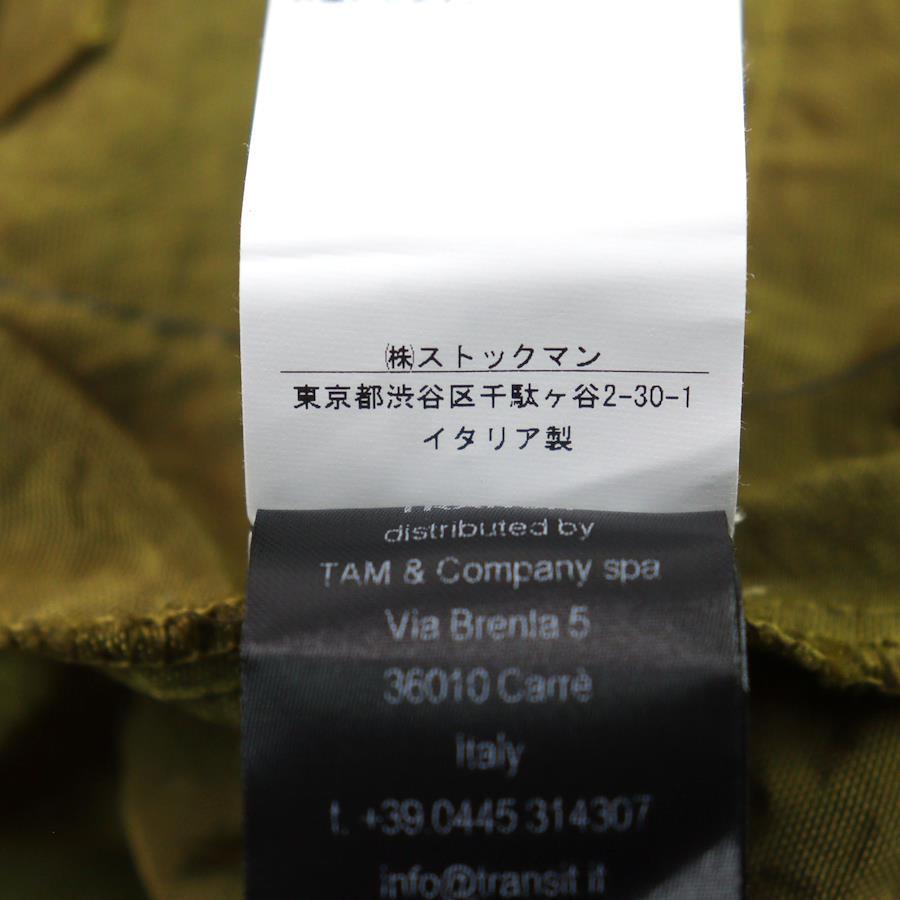 ㈱ストックマン
東京都渋谷区千駄ヶ谷2-30-1
イタリア製
distributed by
TAM & Company spa
Via Brenta 5
36010 Carrè
Italy
t. +39.0445 314307
info@transit.it